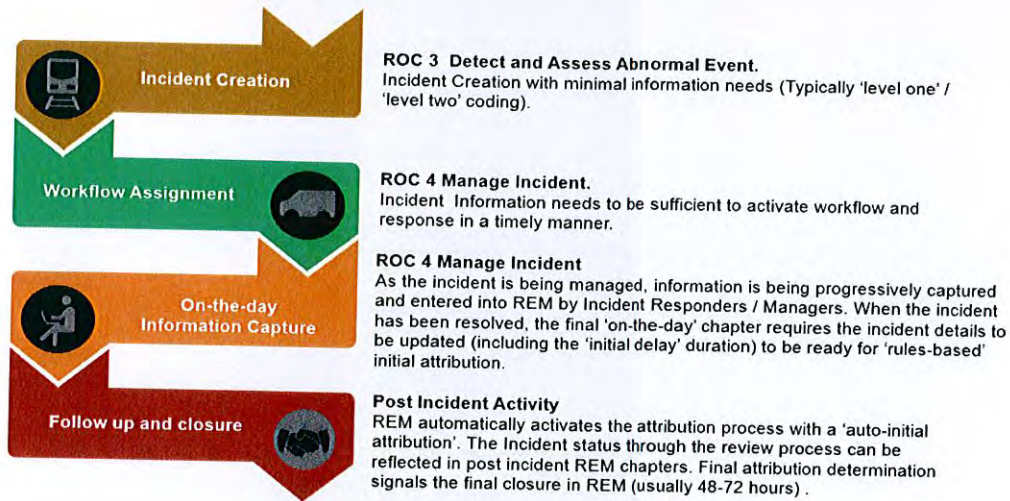 Incident Creation
ROC 3 Detect and Assess Abnormal Event.
Incident Creation with minimal information needs (Typically 'level one' /
'level two' coding).
Workflow Assignment
ROC 4 Manage Incident.
Incident Information needs to be sufficient to activate workflow and
response in a timely manner.
On-the-day
Information Capture
ROC 4 Manage Incident
As the incident is being managed, information is being progressively captured
and entered into REM by Incident Responders / Managers. When the incident
has been resolved, the final 'on-the-day' chapter requires the incident details to
be updated (including the 'initial delay' duration) to be ready for 'rules-based'
initial attribution.
Follow up and closure
Post Incident Activity
REM automatically activates the attribution process with a 'auto-initial
attribution'. The Incident status through the review process can be
reflected in post incident REM chapters. Final attribution determination
signals the final closure in REM (usually 48-72 hours) .